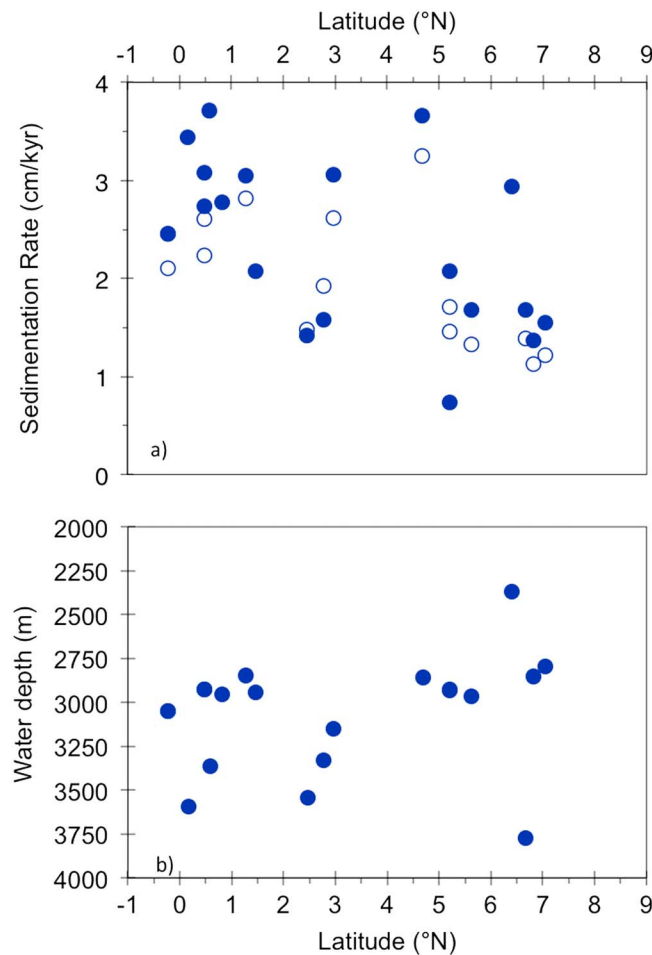 Latitude (°N)
-1 0 1 2 3 4 5 6 7 8 9
Sedimentation Rate (cm/kyr)
4
3
2
1
0
a)
Water depth (m)
2000
2250
2500
2750
3000
3250
3500
3750
4000
b)
-1 0 1 2 3 4 5 6 7 8 9
Latitude (°N)